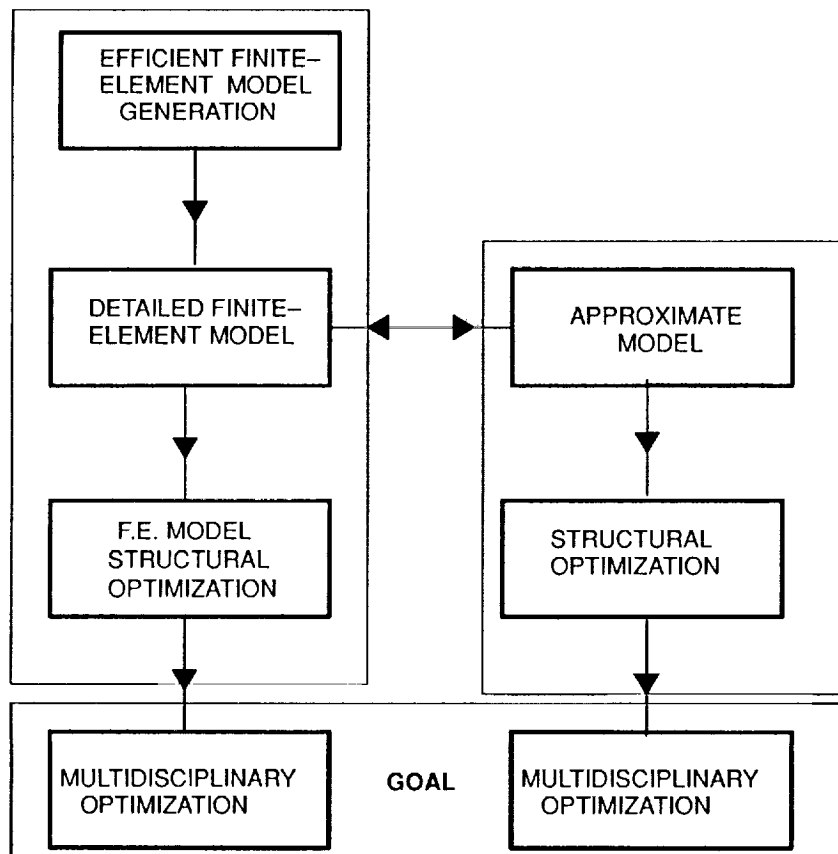 EFFICIENT FINITE–
ELEMENT MODEL
GENERATION
DETAILED FINITE–
ELEMENT MODEL
APPROXIMATE
MODEL
F.E. MODEL
STRUCTURAL
OPTIMIZATION
STRUCTURAL
OPTIMIZATION
MULTIDISCIPLINARY
OPTIMIZATION
GOAL
MULTIDISCIPLINARY
OPTIMIZATION